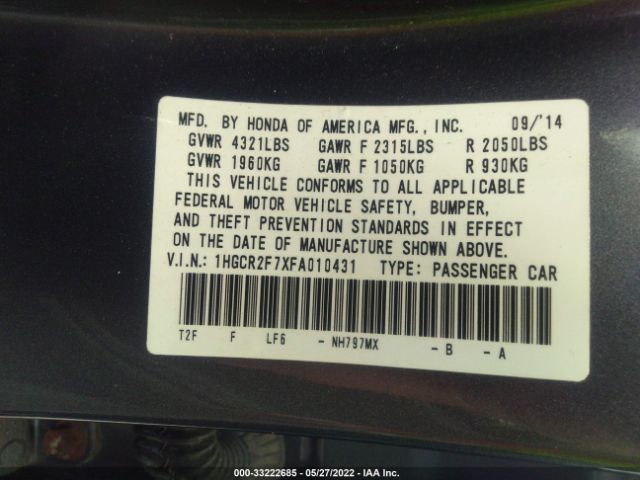 MFD. BY HONDA OF AMERICA MFG., INC. 09/'14
GVWR 4321LBS GAWR F 2315LBS R 2050LBS
GVWR 1960KG GAWR F 1050KG R 930KG
THIS VEHICLE CONFORMS TO ALL APPLICABLE
FEDERAL MOTOR VEHICLE SAFETY, BUMPER,
AND THEFT PREVENTION STANDARDS IN EFFECT
ON THE DATE OF MANUFACTURE SHOWN ABOVE.
V.I.N.: 1HGCR2F7XFA010431 TYPE: PASSENGER CAR
T2F F LF6 - NH797MX - B - A
000-33222685 - 05/27/2022 - IAA Inc.